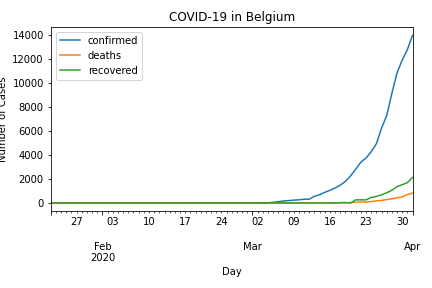 COVID-19 in Belgium
confirmed
deaths
recovered
14000
12000
10000
8000
6000
4000
2000
0
Number of Cases
27 03 10 17 24 02 09 16 23 30
Feb Mar Apr
2020
Day